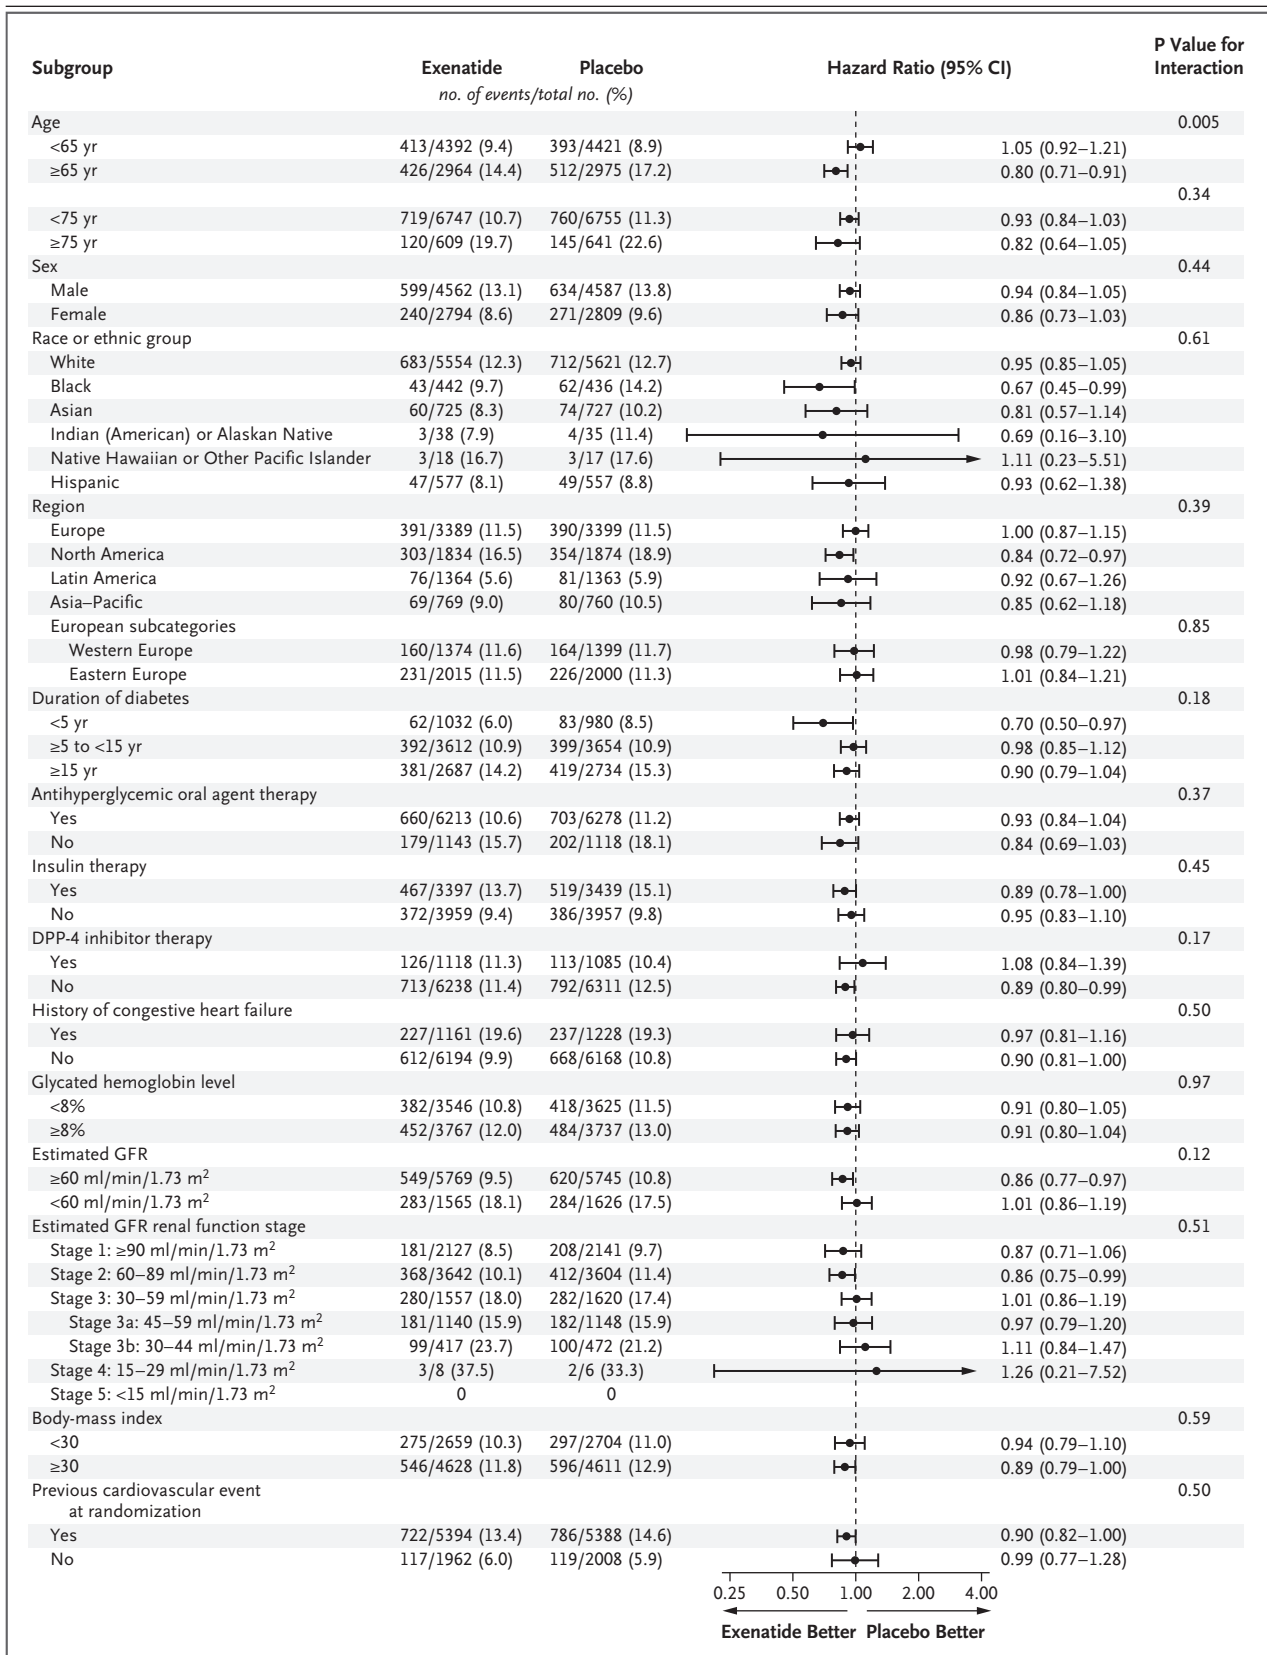 P Value for
Subgroup Exenatide Placebo Hazard Ratio (95% CI) Interaction
no. of events/total no. (%)
Age 0.005
<65 yr 413/4392 (9.4) 393/4421 (8.9) 1.05 (0.92–1.21)
≥65 yr 426/2964 (14.4) 512/2975 (17.2) 0.80 (0.71–0.91)
0.34
<75 yr 719/6747 (10.7) 760/6755 (11.3) 0.93 (0.84–1.03)
≥75 yr 120/609 (19.7) 145/641 (22.6) 0.82 (0.64–1.05)
Sex 0.44
Male 599/4562 (13.1) 634/4587 (13.8) 0.94 (0.84–1.05)
Female 240/2794 (8.6) 271/2809 (9.6) 0.86 (0.73–1.03)
Race or ethnic group 0.61
White 683/5554 (12.3) 712/5621 (12.7) 0.95 (0.85–1.05)
Black 43/442 (9.7) 62/436 (14.2) 0.67 (0.45–0.99)
Asian 60/725 (8.3) 74/727 (10.2) 0.81 (0.57–1.14)
Indian (American) or Alaskan Native 3/38 (7.9) 4/35 (11.4) 0.69 (0.16–3.10)
Native Hawaiian or Other Pacific Islander 3/18 (16.7) 3/17 (17.6) 1.11 (0.23–5.51)
Hispanic 47/577 (8.1) 49/557 (8.8) 0.93 (0.62–1.38)
Region 0.39
Europe 391/3389 (11.5) 390/3399 (11.5) 1.00 (0.87–1.15)
North America 303/1834 (16.5) 354/1874 (18.9) 0.84 (0.72–0.97)
Latin America 76/1364 (5.6) 81/1363 (5.9) 0.92 (0.67–1.26)
Asia–Pacific 69/769 (9.0) 80/760 (10.5) 0.85 (0.62–1.18)
European subcategories 0.85
Western Europe 160/1374 (11.6) 164/1399 (11.7) 0.98 (0.79–1.22)
Eastern Europe 231/2015 (11.5) 226/2000 (11.3) 1.01 (0.84–1.21)
Duration of diabetes 0.18
<5 yr 62/1032 (6.0) 83/980 (8.5) 0.70 (0.50–0.97)
≥5 to <15 yr 392/3612 (10.9) 399/3654 (10.9) 0.98 (0.85–1.12)
≥15 yr 381/2687 (14.2) 419/2734 (15.3) 0.90 (0.79–1.04)
Antihyperglycemic oral agent therapy 0.37
Yes 660/6213 (10.6) 703/6278 (11.2) 0.93 (0.84–1.04)
No 179/1143 (15.7) 202/1118 (18.1) 0.84 (0.69–1.03)
Insulin therapy 0.45
Yes 467/3397 (13.7) 519/3439 (15.1) 0.89 (0.78–1.00)
No 372/3959 (9.4) 386/3957 (9.8) 0.95 (0.83–1.10)
DPP-4 inhibitor therapy 0.17
Yes 126/1118 (11.3) 113/1085 (10.4) 1.08 (0.84–1.39)
No 713/6238 (11.4) 792/6311 (12.5) 0.89 (0.80–0.99)
History of congestive heart failure 0.50
Yes 227/1161 (19.6) 237/1228 (19.3) 0.97 (0.81–1.16)
No 612/6194 (9.9) 668/6168 (10.8) 0.90 (0.81–1.00)
Glycated hemoglobin level 0.97
<8% 382/3546 (10.8) 418/3625 (11.5) 0.91 (0.80–1.05)
≥8% 452/3767 (12.0) 484/3737 (13.0) 0.91 (0.80–1.04)
Estimated GFR 0.12
≥60 ml/min/1.73 m² 549/5769 (9.5) 620/5745 (10.8) 0.86 (0.77–0.97)
<60 ml/min/1.73 m² 283/1565 (18.1) 284/1626 (17.5) 1.01 (0.86–1.19)
Estimated GFR renal function stage 0.51
Stage 1: ≥90 ml/min/1.73 m² 181/2127 (8.5) 208/2141 (9.7) 0.87 (0.71–1.06)
Stage 2: 60–89 ml/min/1.73 m² 368/3642 (10.1) 412/3604 (11.4) 0.86 (0.75–0.99)
Stage 3: 30–59 ml/min/1.73 m² 280/1557 (18.0) 282/1620 (17.4) 1.01 (0.86–1.19)
Stage 3a: 45–59 ml/min/1.73 m² 181/1140 (15.9) 182/1148 (15.9) 0.97 (0.79–1.20)
Stage 3b: 30–44 ml/min/1.73 m² 99/417 (23.7) 100/472 (21.2) 1.11 (0.84–1.47)
Stage 4: 15–29 ml/min/1.73 m² 3/8 (37.5) 2/6 (33.3) 1.26 (0.21–7.52)
Stage 5: <15 ml/min/1.73 m² 0 0
Body-mass index 0.59
<30 275/2659 (10.3) 297/2704 (11.0) 0.94 (0.79–1.10)
≥30 546/4628 (11.8) 596/4611 (12.9) 0.89 (0.79–1.00)
Previous cardiovascular event 0.50
at randomization
Yes 722/5394 (13.4) 786/5388 (14.6) 0.90 (0.82–1.00)
No 117/1962 (6.0) 119/2008 (5.9) 0.99 (0.77–1.28)
0.25 0.50 1.00 2.00 4.00
Exenatide Better Placebo Better